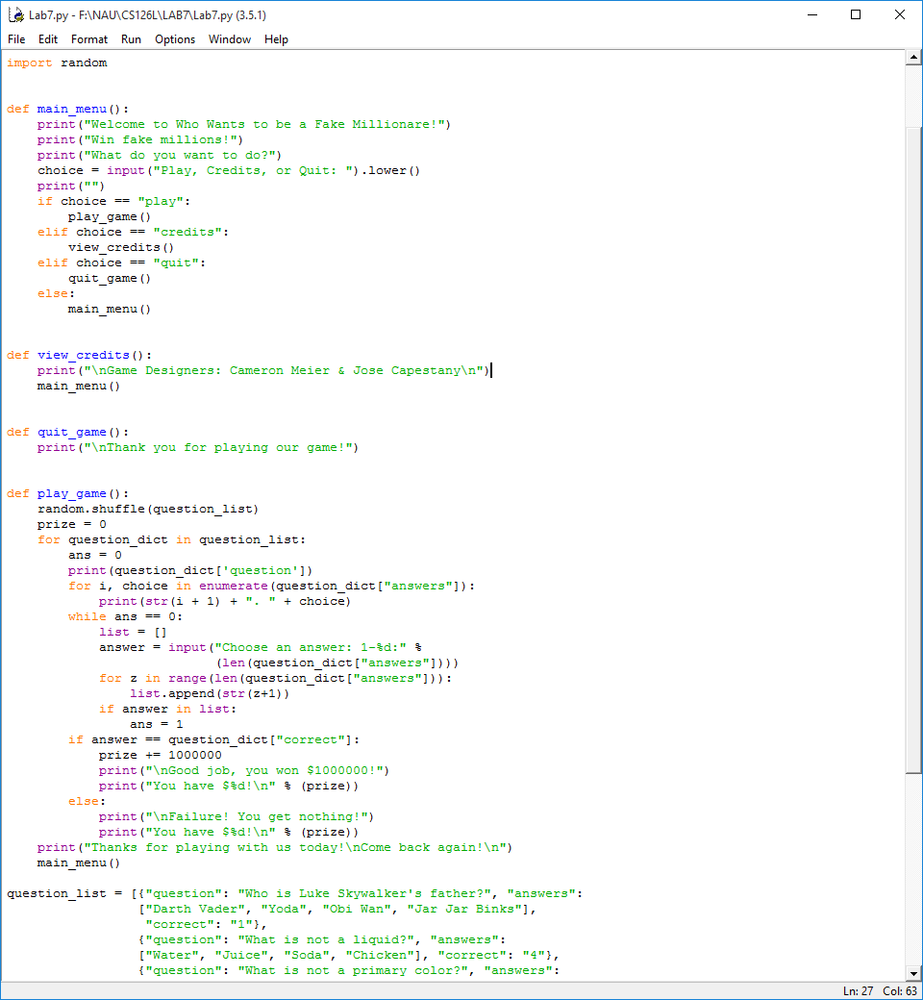 Lab7.py - F:\NAU\CS126L\LAB7\Lab7.py (3.5.1)
File Edit Format Run Options Window Help
import random
def main_menu():
    print("Welcome to Who Wants to be a Fake Millionare!")
    print("Win fake millions!")
    print("What do you want to do?")
    choice = input("Play, Credits, or Quit: ").lower()
    print("")
    if choice == "play":
        play_game()
    elif choice == "credits":
        view_credits()
    elif choice == "quit":
        quit_game()
    else:
        main_menu()
def view_credits():
    print("\nGame Designers: Cameron Meier & Jose Capestany\n")
    main_menu()
def quit_game():
    print("\nThank you for playing our game!")
def play_game():
    random.shuffle(question_list)
    prize = 0
    for question_dict in question_list:
        ans = 0
        print(question_dict['question'])
        for i, choice in enumerate(question_dict["answers"]):
            print(str(i + 1) + ". " + choice)
        while ans == 0:
            list = []
            answer = input("Choose an answer: 1-%d:" %
                           (len(question_dict["answers"])))
            for z in range(len(question_dict["answers"])):
                list.append(str(z+1))
            if answer in list:
                ans = 1
        if answer == question_dict["correct"]:
            prize += 1000000
            print("\nGood job, you won $1000000!")
            print("You have $%d!\n" % (prize))
        else:
            print("\nFailure! You get nothing!")
            print("You have $%d!\n" % (prize))
    print("Thanks for playing with us today!\nCome back again!\n")
    main_menu()
question_list = [{"question": "Who is Luke Skywalker's father?", "answers":
                 ["Darth Vader", "Yoda", "Obi Wan", "Jar Jar Binks"],
                  "correct": "1"},
                 {"question": "What is not a liquid?", "answers":
                 ["Water", "Juice", "Soda", "Chicken"], "correct": "4"},
                 {"question": "What is not a primary color?", "answers":
Ln: 27 Col: 63